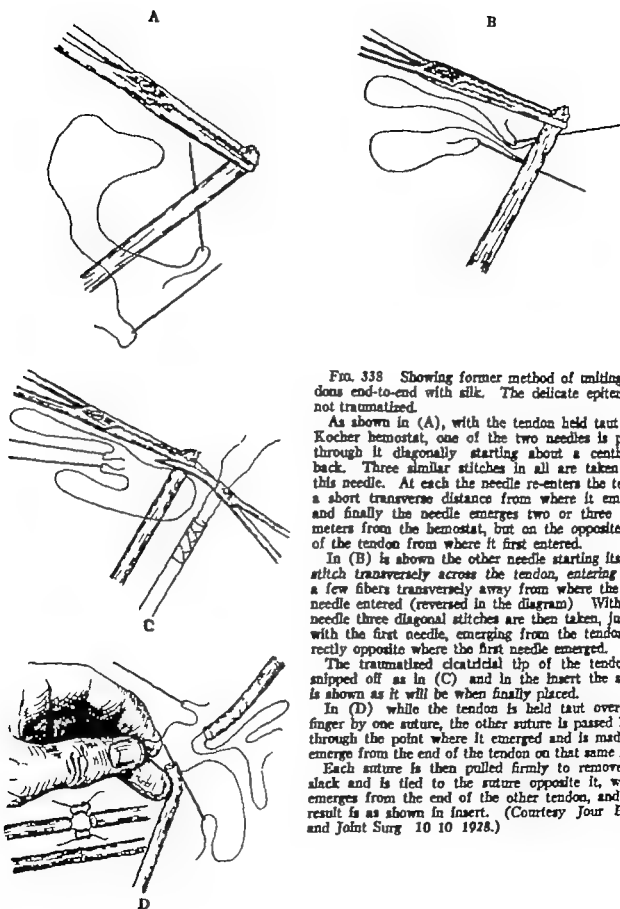 A
B
C
D
FIG. 338 Showing former method of uniting
dons end-to-end with silk. The delicate epiter
not traumatized.
As shown in (A), with the tendon held taut
Kocher hemostat, one of the two needles is p
through it diagonally starting about a centi
back. Three similar stitches in all are taken
this needle. At each the needle re-enters the te
a short transverse distance from where it em
and finally the needle emerges two or three
meters from the hemostat, but on the opposite
of the tendon from where it first entered.
In (B) is shown the other needle starting its
stitch transversely across the tendon, entering
a few fibers transversely away from where the
needle entered (reversed in the diagram) With
needle three diagonal stitches are then taken, ju
with the first needle, emerging from the tendon
rectly opposite where the first needle emerged.
The traumatized cicatricial tip of the tendo
snipped off as in (C) and in the insert the s
is shown as it will be when finally placed.
In (D) while the tendon is held taut over
finger by one suture, the other suture is passed
through the point where it emerged and is mad
emerge from the end of the tendon on that same
Each suture is then pulled firmly to remove
slack and is tied to the suture opposite it, w
emerges from the end of the other tendon, and
result is as shown in insert. (Courtesy Jour B
and Joint Surg 10 10 1928.)